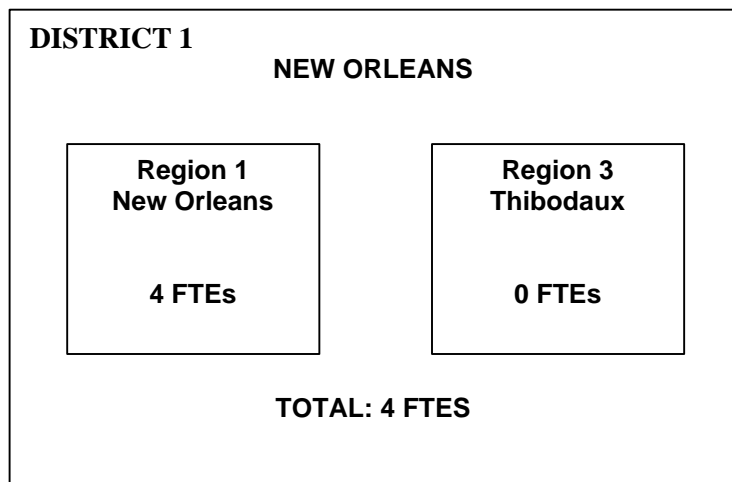 DISTRICT 1
NEW ORLEANS
Region 1
New Orleans
4 FTEs
Region 3
Thibodaux
0 FTEs
TOTAL: 4 FTES